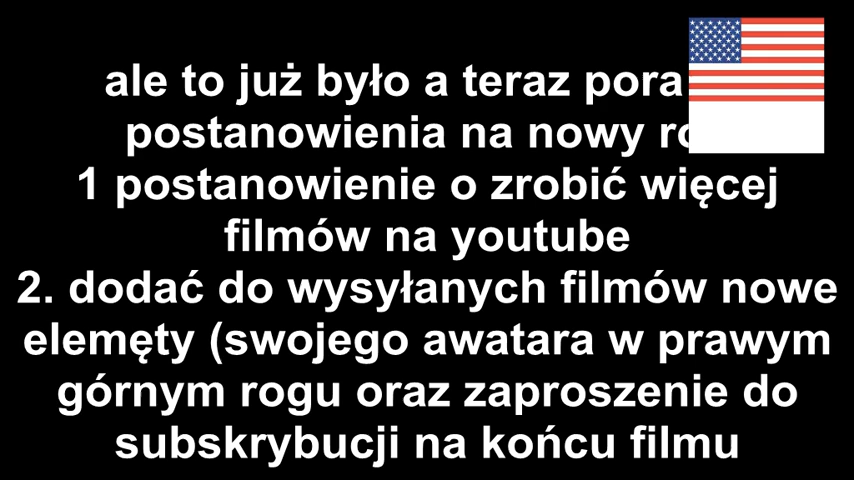 ale to już było a teraz pora
postanowienia na nowy
1 postanowienie o zrobić więcej
filmów na youtube
2. dodać do wysyłanych filmów nowe
elemęty (swojego awatara w prawym
górnym rogu oraz zaproszenie do
subskrybucji na końcu filmu